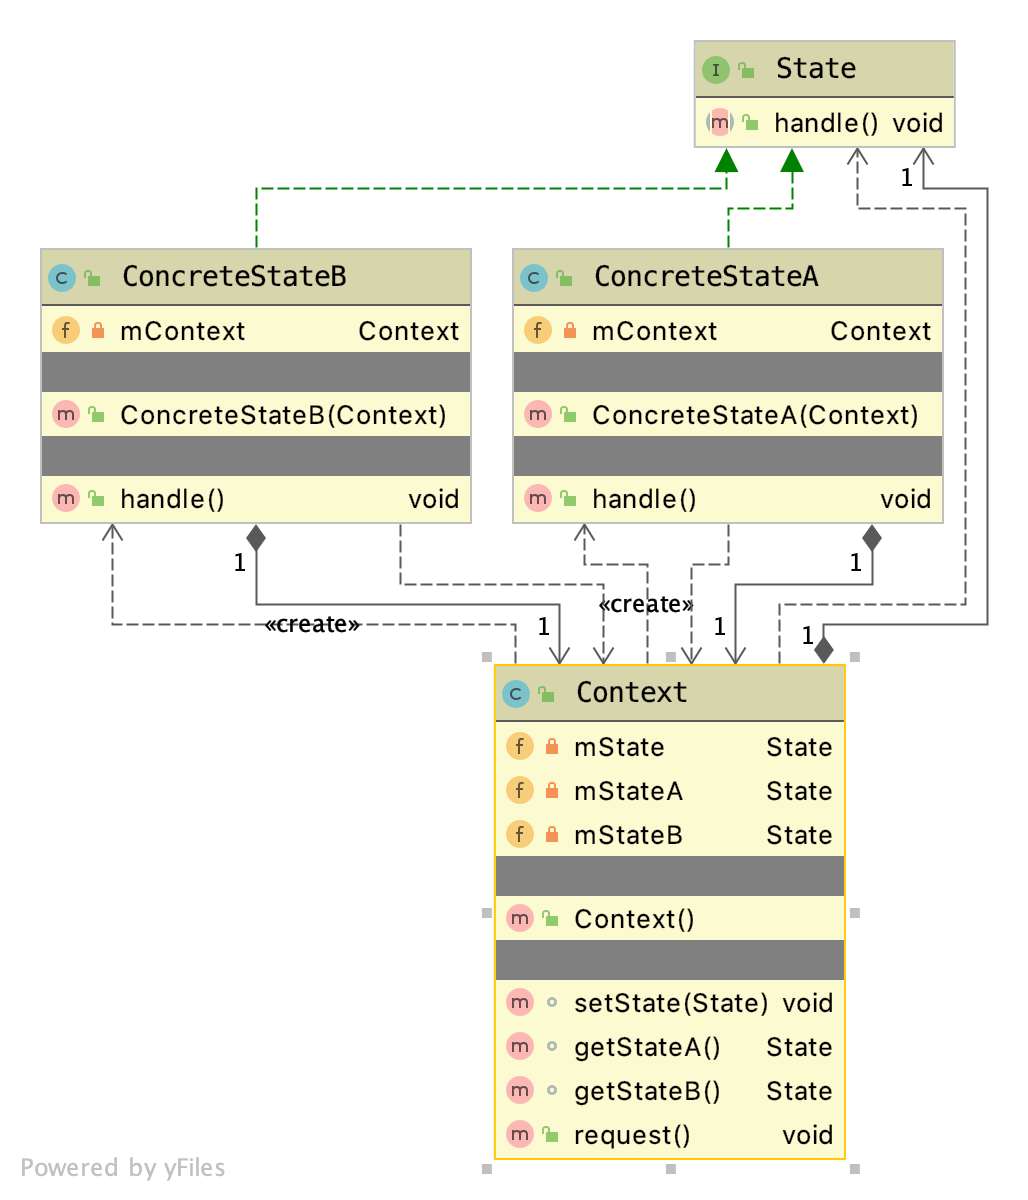 I State
m handle() void
1
C ConcreteStateB
f mContext Context
m ConcreteStateB(Context)
m handle() void
C ConcreteStateA
f mContext Context
m ConcreteStateA(Context)
m handle() void
1
1
«create»
«create»
1
1
1
C Context
f mState State
f mStateA State
f mStateB State
m Context()
m setState(State) void
m getStateA() State
m getStateB() State
m request() void
Powered by yFiles